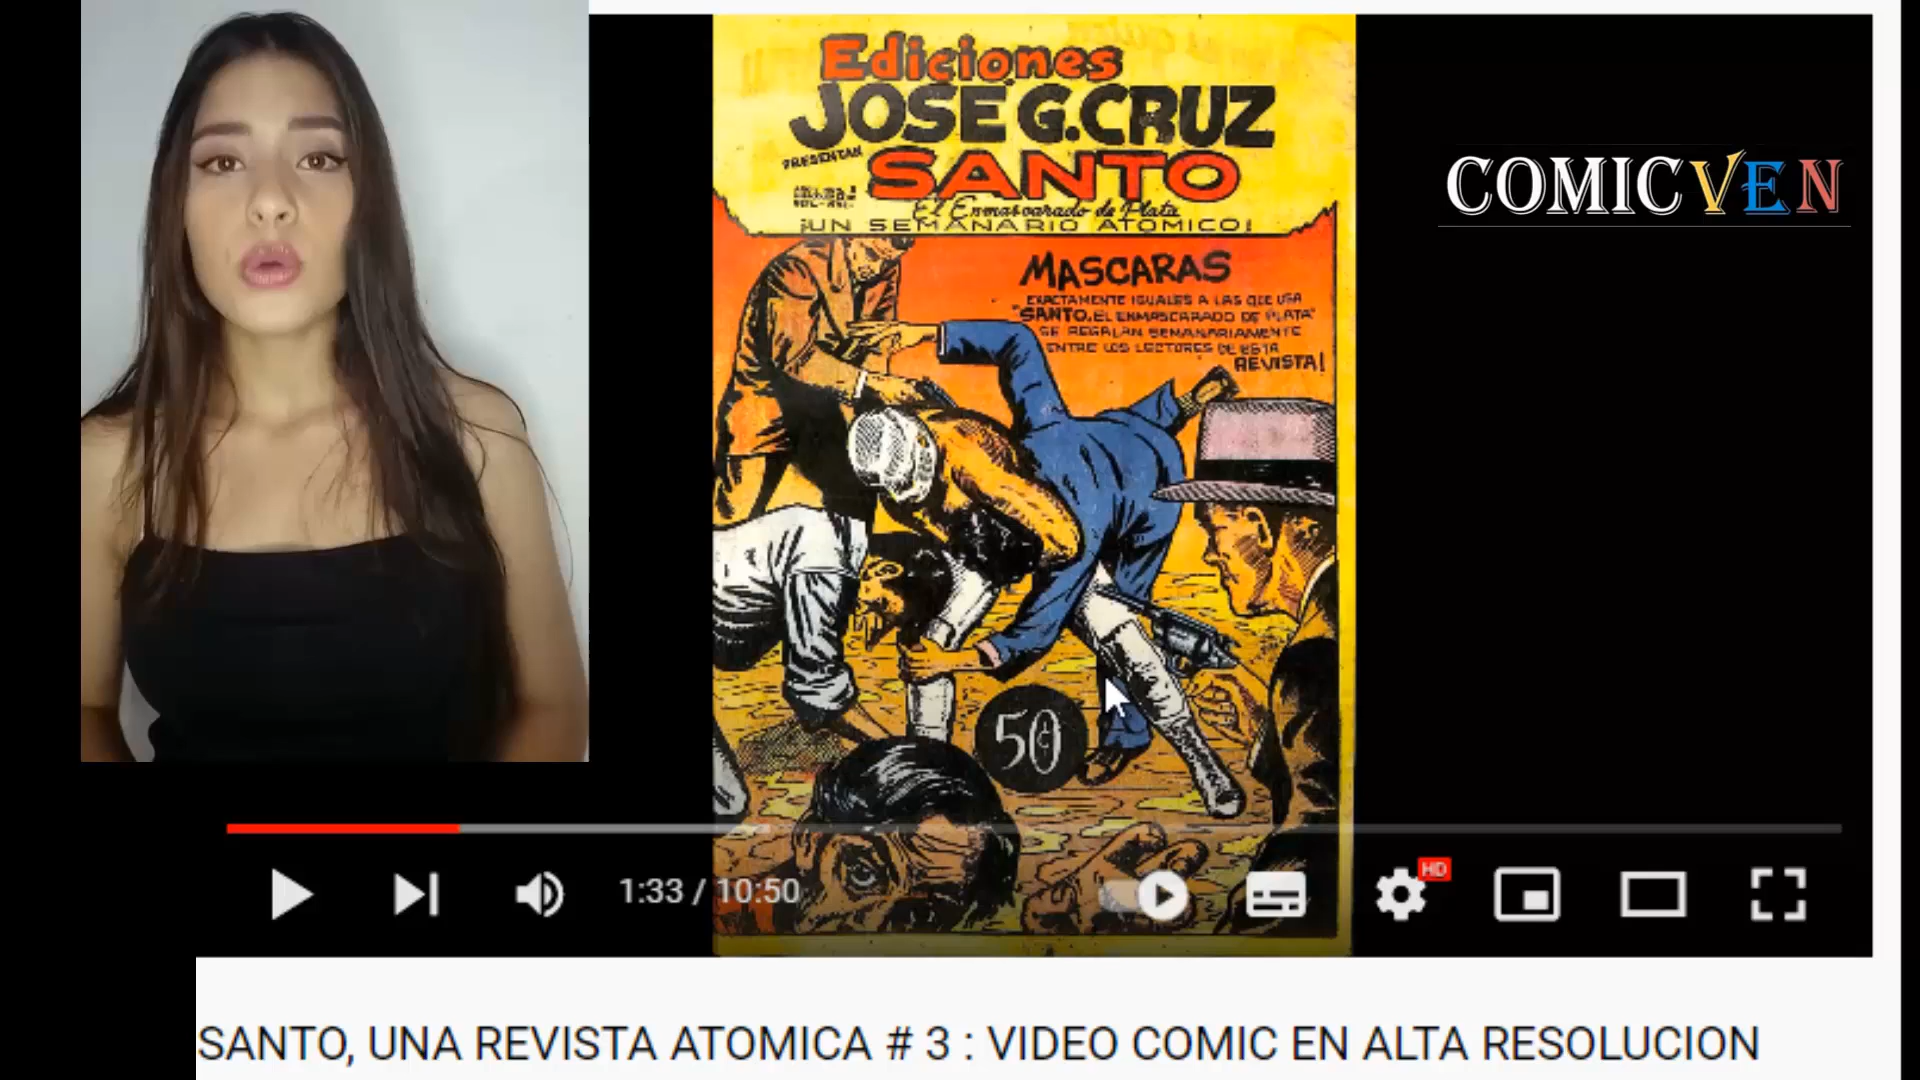 Ediciones
JOSE G. CRUZ
PRESENTAN
SANTO
El Enmascarado de Plata
¡UN SEMANARIO ATOMICO!
MASCARAS
EXACTAMENTE IGUALES A LAS QUE USA
"SANTO, EL ENMASCARADO DE PLATA"
SE REGALAN SEMANARIAMENTE
ENTRE LOS LECTORES DE ESTA
REVISTA!
50¢
COMICVEN
1:33 / 10:50
HD
SANTO, UNA REVISTA ATOMICA # 3 : VIDEO COMIC EN ALTA RESOLUCION